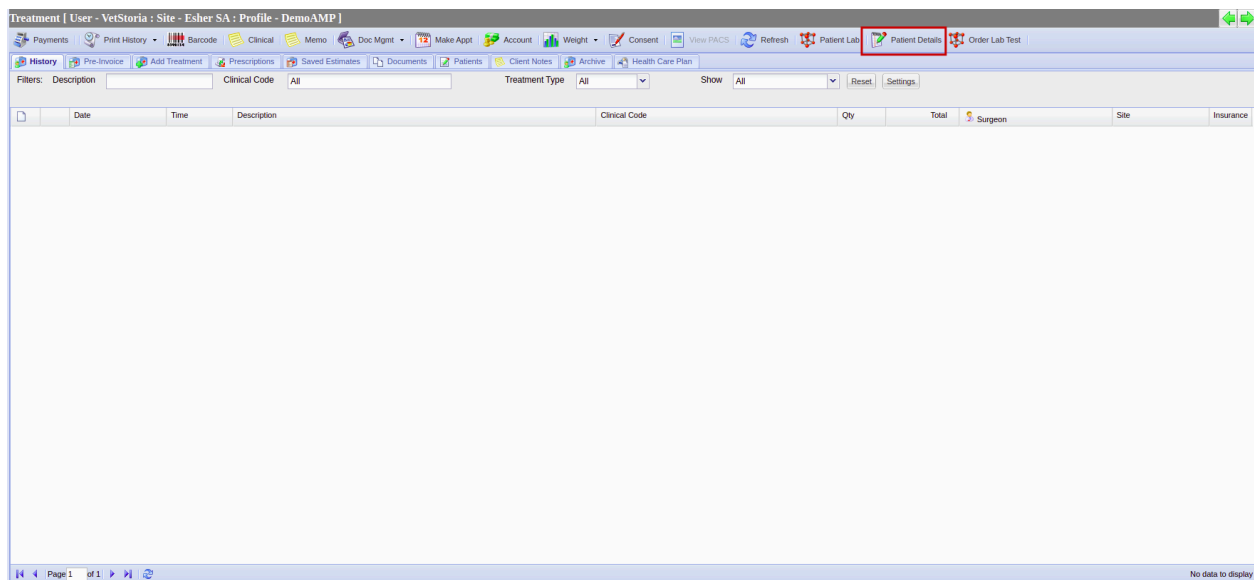 Treatment [ User - VetStoria : Site - Esher SA : Profile - DemoAMP ]
Payments Print History Barcode Clinical Memo Doc Mgmt 12 Make Appt Account Weight Consent View PACS Refresh Patient Lab Patient Details Order Lab Test
History Pre-Invoice Add Treatment Prescriptions Saved Estimates Documents Patients Client Notes Archive Health Care Plan
Filters: Description Clinical Code All Treatment Type All Show All Reset Settings
Date Time Description Clinical Code Qty Total Surgeon Site Insurance
Page 1 of 1 No data to display